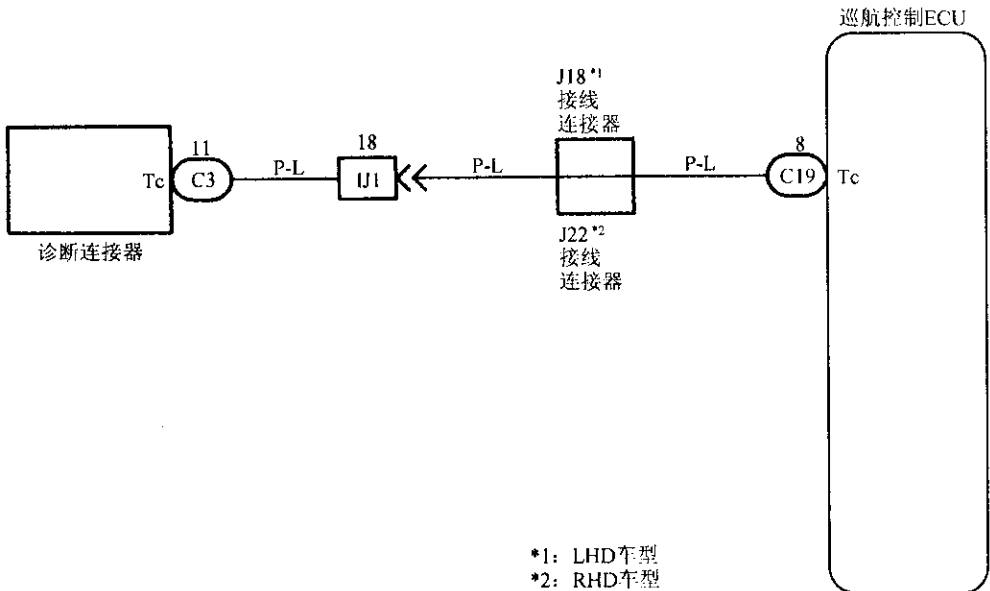 巡航控制ECU
J18*1
接线
连接器
11
18
8
Tc
C3
P-L
IJ1
P-L
P-L
C19
Tc
诊断连接器
J22*2
接线
连接器
*1: LHD车型
*2: RHD车型